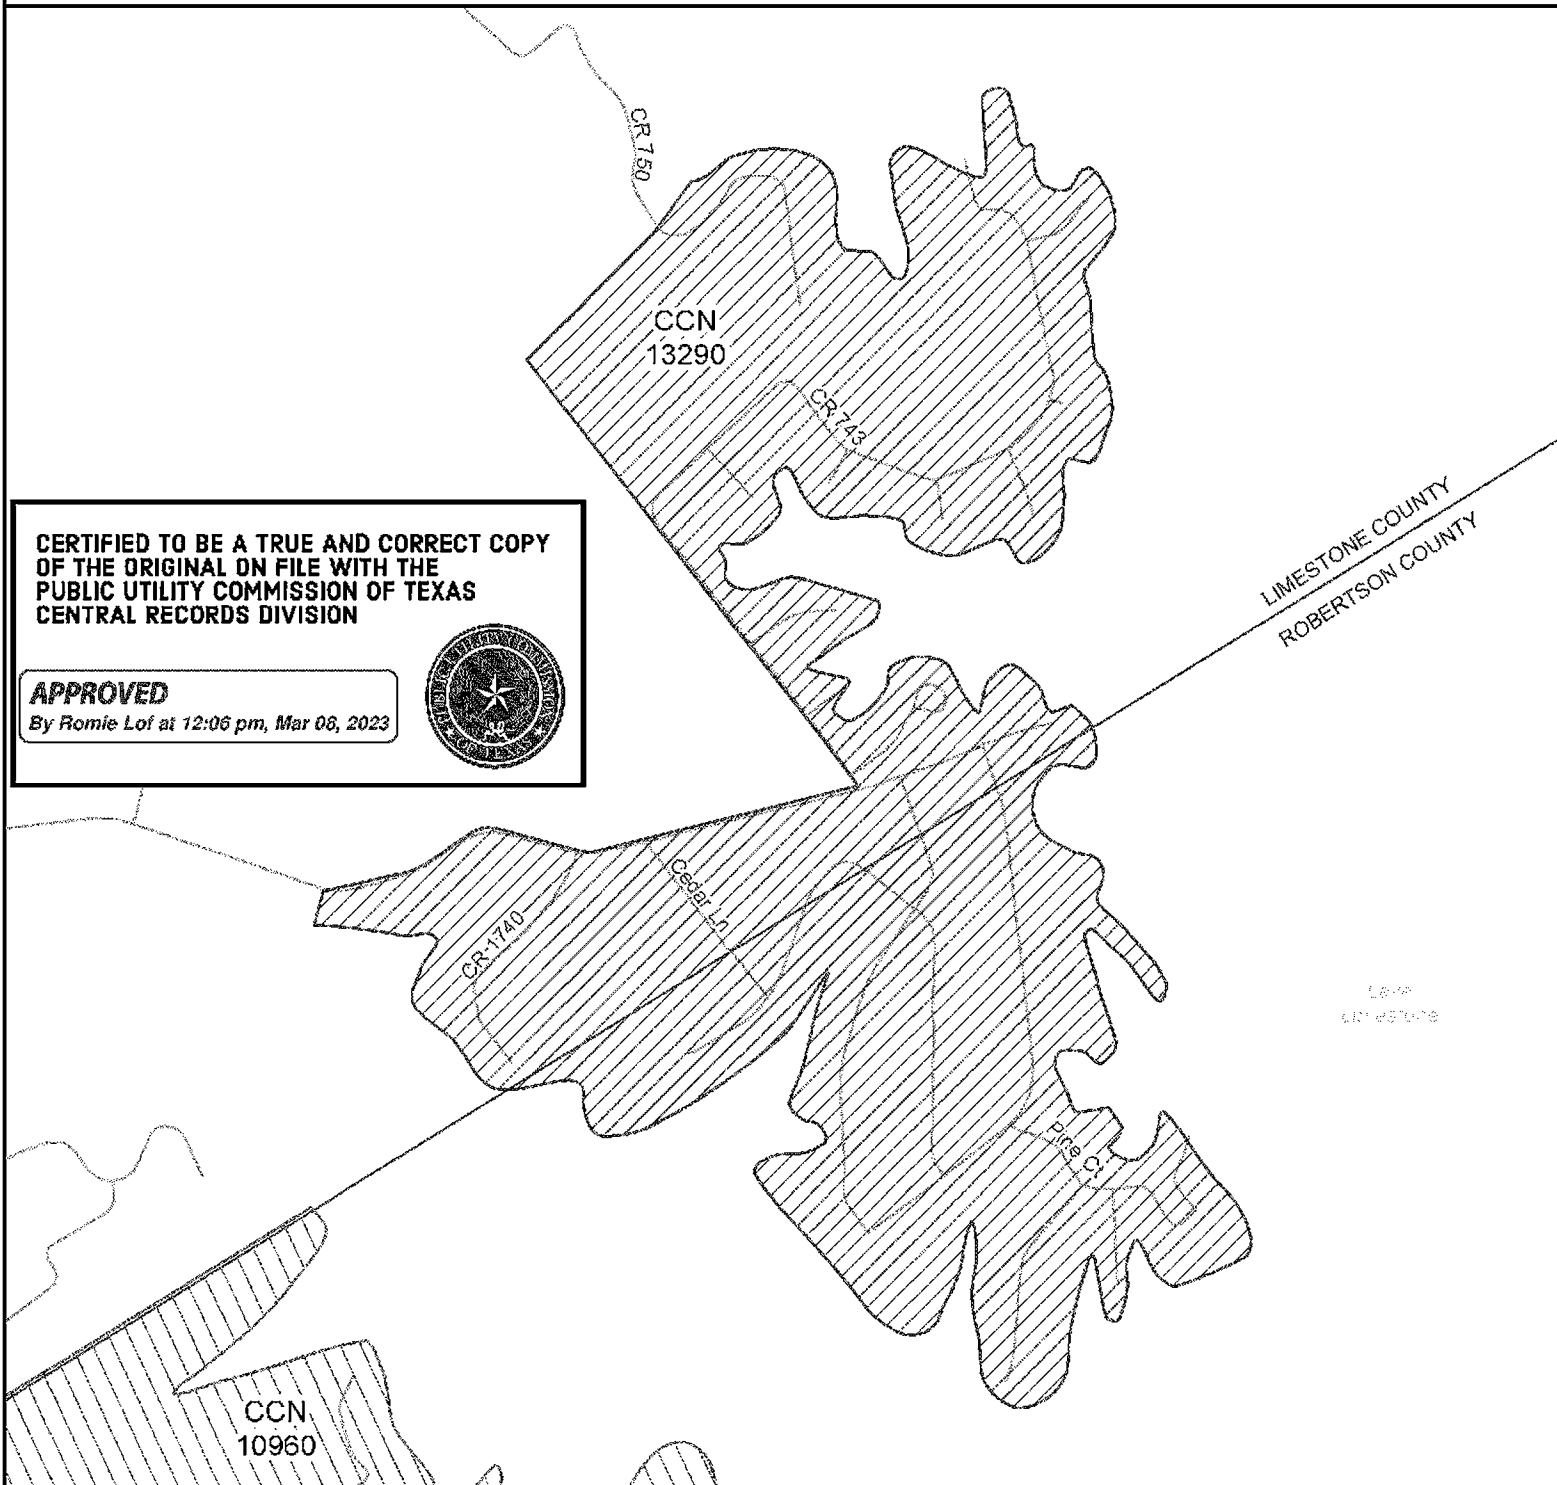 CR 750
CCN
13290
CR 743
LIMESTONE COUNTY
ROBERTSON COUNTY
CERTIFIED TO BE A TRUE AND CORRECT COPY
OF THE ORIGINAL ON FILE WITH THE
PUBLIC UTILITY COMMISSION OF TEXAS
CENTRAL RECORDS DIVISION
APPROVED
By Romie Lof at 12:06 pm, Mar 08, 2023
Cedar Ln
CR 1740
Lake
Limestone
Pine Ct
CCN
10960